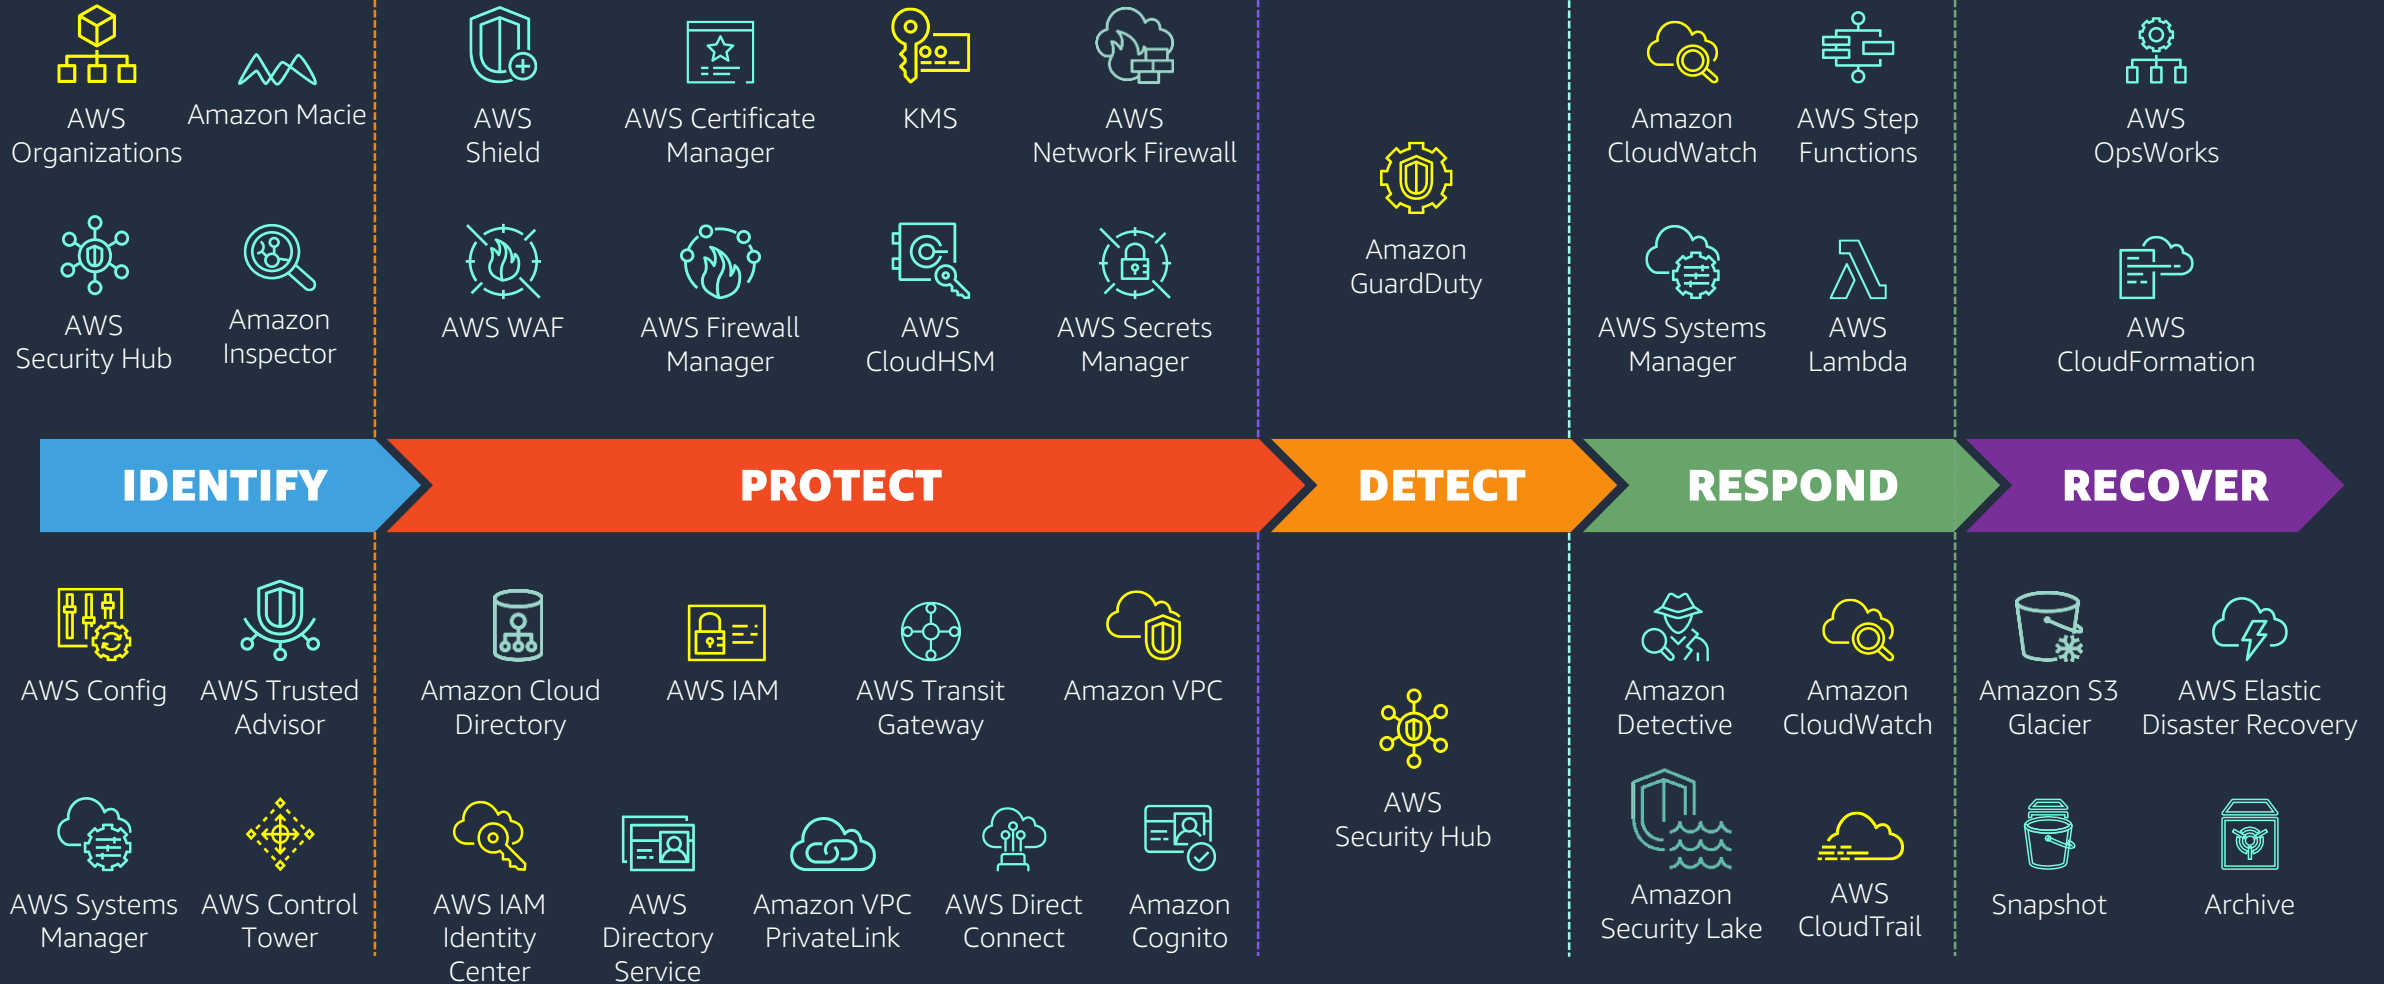 AWS
Organizations
Amazon Macie
AWS
Shield
AWS Certificate
Manager
KMS
AWS
Network Firewall
Amazon
GuardDuty
Amazon
CloudWatch
AWS Step
Functions
AWS
OpsWorks
AWS
Security Hub
Amazon
Inspector
AWS WAF
AWS Firewall
Manager
AWS
CloudHSM
AWS Secrets
Manager
AWS Systems
Manager
AWS
Lambda
AWS
CloudFormation
IDENTIFY
PROTECT
DETECT
RESPOND
RECOVER
AWS Config
AWS Trusted
Advisor
Amazon Cloud
Directory
AWS IAM
AWS Transit
Gateway
Amazon VPC
AWS
Security Hub
Amazon
Detective
Amazon
CloudWatch
Amazon S3
Glacier
AWS Elastic
Disaster Recovery
AWS Systems
Manager
AWS Control
Tower
AWS IAM
Identity
Center
AWS
Directory
Service
Amazon VPC
PrivateLink
AWS Direct
Connect
Amazon
Cognito
Amazon
Security Lake
AWS
CloudTrail
Snapshot
Archive